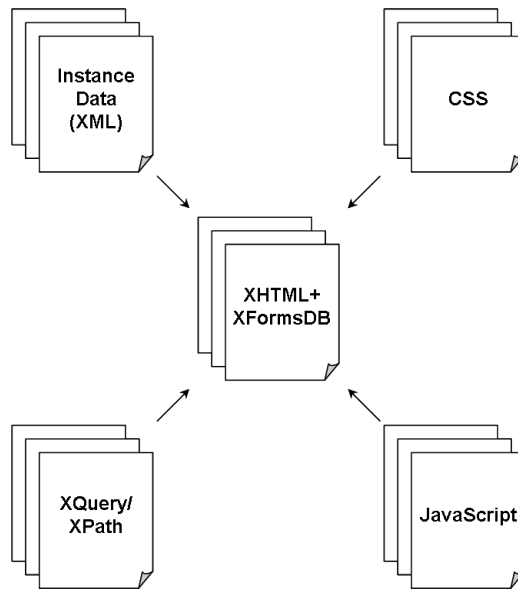 Instance
Data
(XML)
CSS
XHTML+
XFormsDB
XQuery/
XPath
JavaScript